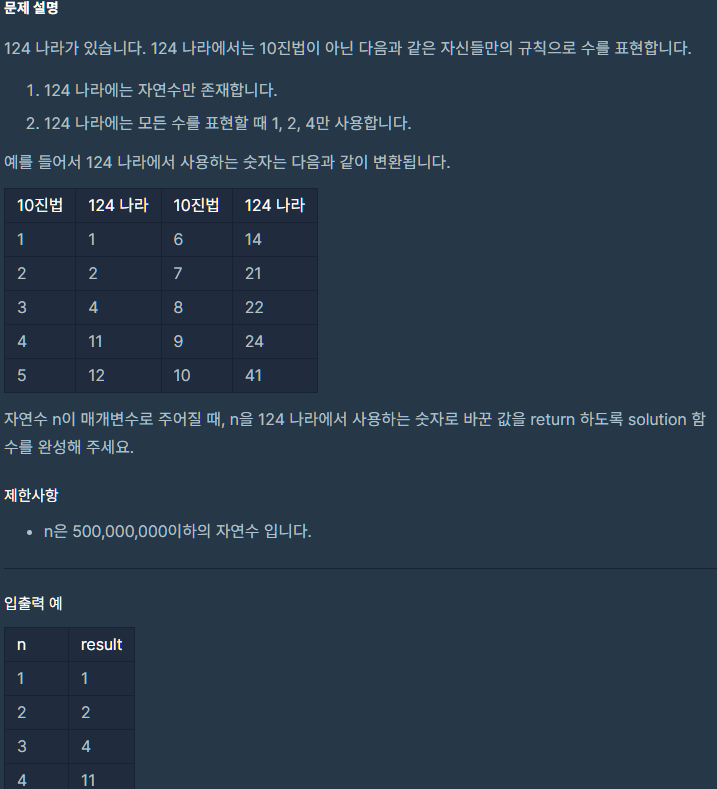 문제 설명
124 나라가 있습니다. 124 나라에서는 10진법이 아닌 다음과 같은 자신들만의 규칙으로 수를 표현합니다.
1. 124 나라에는 자연수만 존재합니다.
2. 124 나라에는 모든 수를 표현할 때 1, 2, 4만 사용합니다.
예를 들어서 124 나라에서 사용하는 숫자는 다음과 같이 변환됩니다.
10진법 124 나라 10진법 124 나라
1 1 6 14
2 2 7 21
3 4 8 22
4 11 9 24
5 12 10 41
자연수 n이 매개변수로 주어질 때, n을 124 나라에서 사용하는 숫자로 바꾼 값을 return 하도록 solution 함
수를 완성해 주세요.
제한사항
• n은 500,000,000이하의 자연수 입니다.
입출력 예
n result
1 1
2 2
3 4
4 11